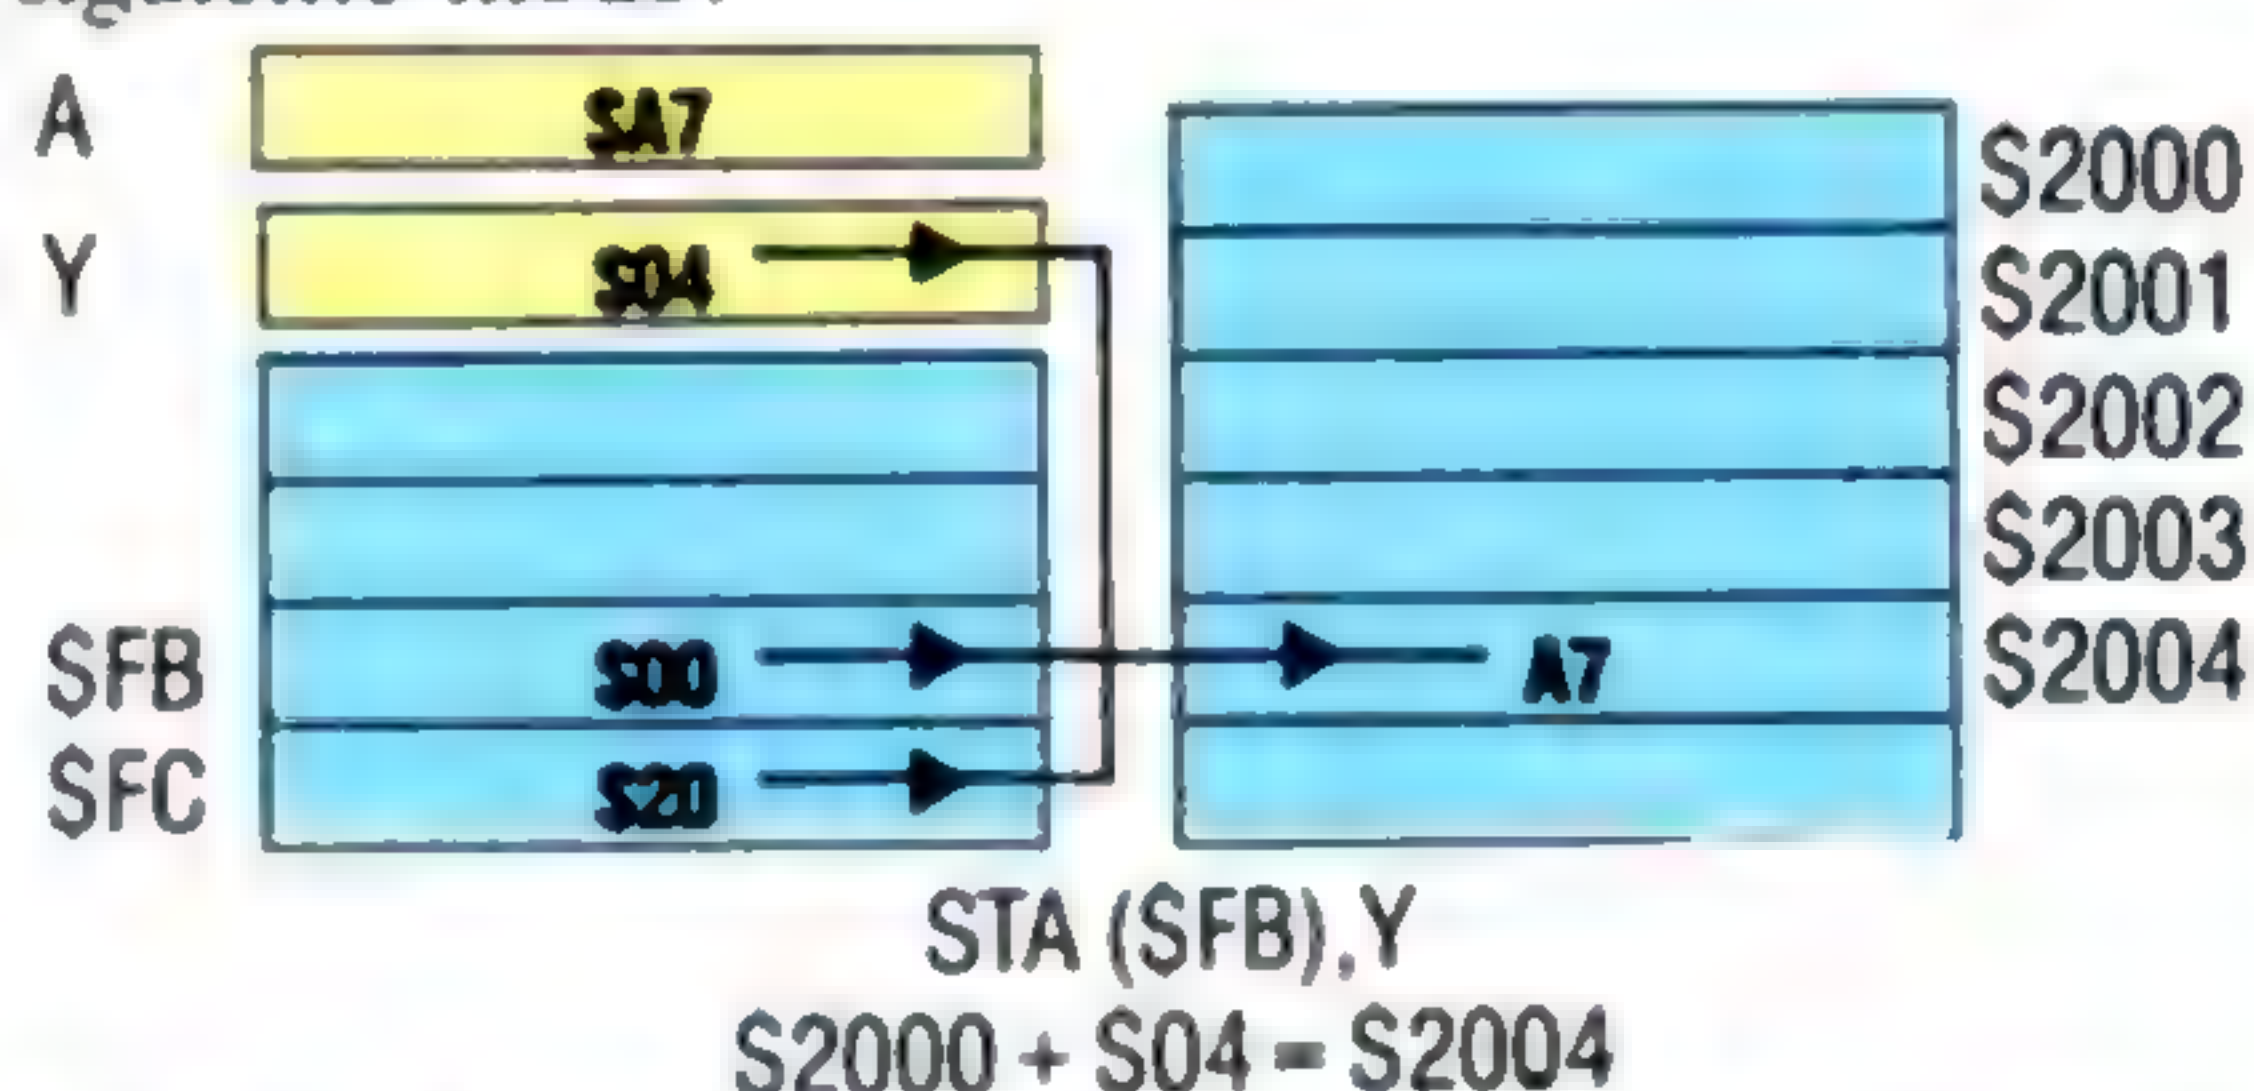 A $A7
Y $04
$2000
$2001
$2002
$2003
$FB $00 A7 $2004
$FC $20
STA ($FB),Y
$2000 + $04 = $2004